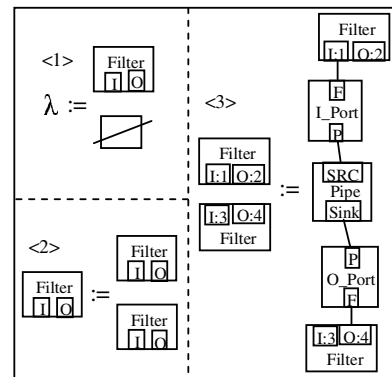 <1>
Filter
I O
λ :=
<2>
Filter
I O
:=
Filter
I O
Filter
I O
<3>
Filter
I:1 O:2
I:3 O:4
Filter
:=
Filter
I:1 O:2
F
I_Port
P
SRC
Pipe
Sink
P
O_Port
F
I:3 O:4
Filter